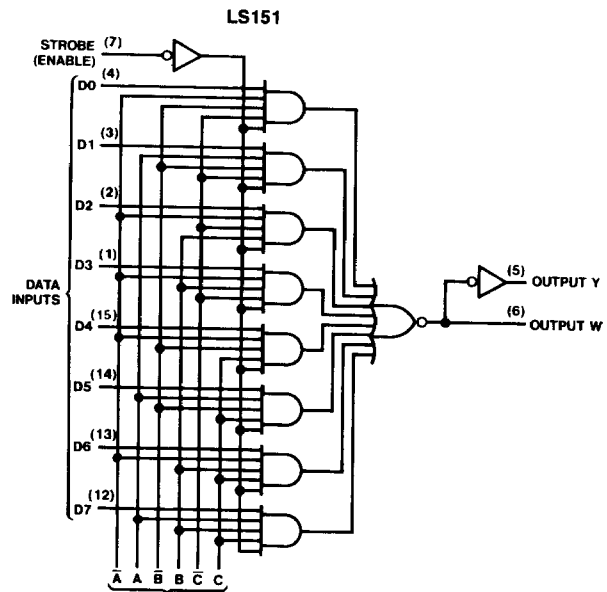 LS151
STROBE (7)
(ENABLE)
D0 (4)
D1 (3)
D2 (2)
D3 (1)
DATA
INPUTS
D4 (15)
D5 (14)
D6 (13)
D7 (12)
(5) OUTPUT Y
(6) OUTPUT W
A̅ A B̅ B C̅ C